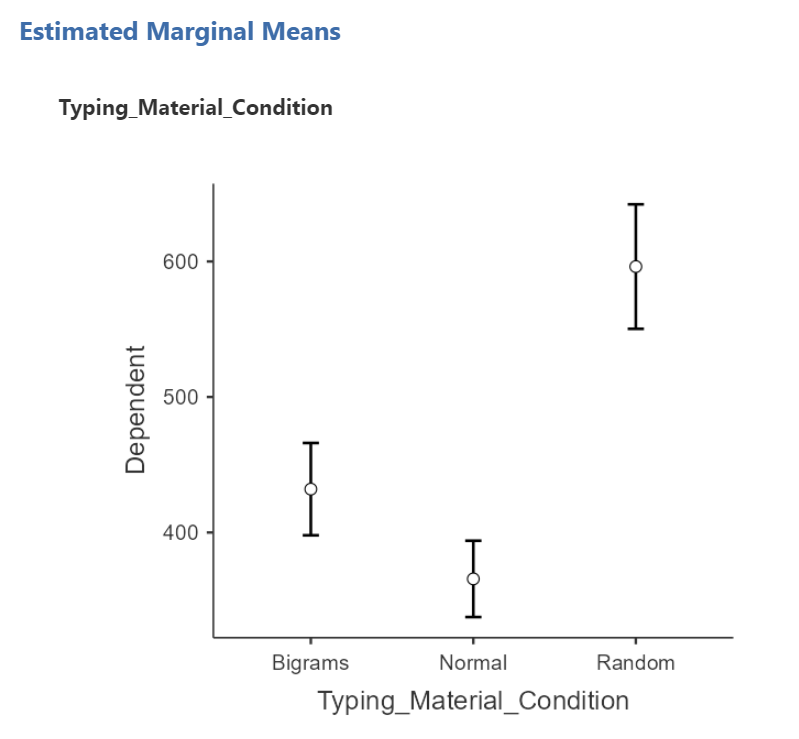 Estimated Marginal Means
Typing_Material_Condition
600
500
400
Dependent
Bigrams Normal Random
Typing_Material_Condition